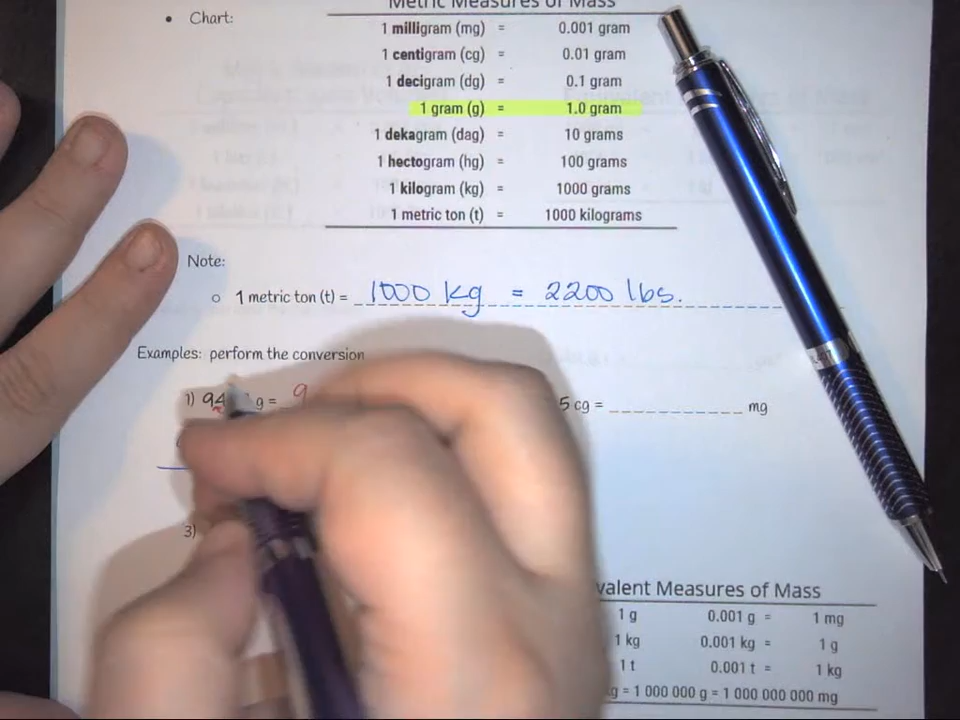 Metric Measures of Mass
• Chart:
1 milligram (mg) = 0.001 gram
1 centigram (cg) = 0.01 gram
1 decigram (dg) = 0.1 gram
1 gram (g) = 1.0 gram
1 dekagram (dag) = 10 grams
1 hectogram (hg) = 100 grams
1 kilogram (kg) = 1000 grams
1 metric ton (t) = 1000 kilograms
Note:
1 metric ton (t) = 1000 kg = 2200 lbs.
Examples: perform the conversion
1) 94 g = 9
5 cg = mg
3)
valent Measures of Mass
1 g 0.001 g = 1 mg
1 kg 0.001 kg = 1 g
1 t 0.001 t = 1 kg
g = 1 000 000 g = 1 000 000 000 mg